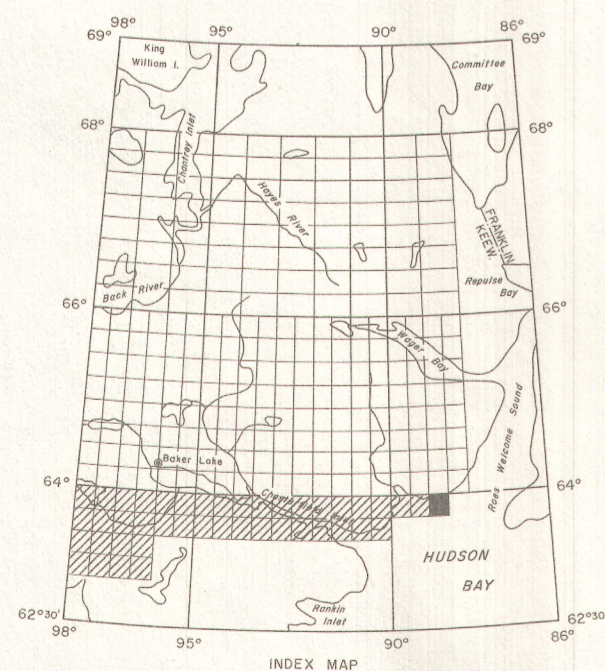 98°
95°
90°
86°
69°
69°
King
William I.
Committee
Bay
68°
68°
Chantrey Inlet
Hayes
River
FRANKLIN
KEEW.
Back River
Repulse
Bay
66°
66°
Wager Bay
Roes Welcome Sound
Baker Lake
64°
64°
Chesterfield Inlet
HUDSON
BAY
Rankin
Inlet
62°30'
62°30'
98°
95°
90°
86°
INDEX MAP